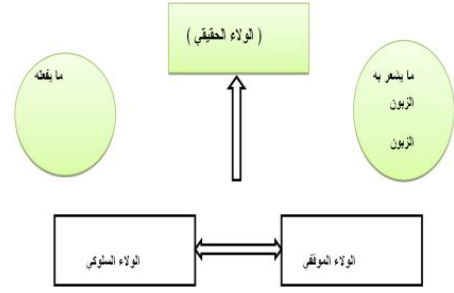 ( الولاء الحقيقي )
ما يشعر به
الزبون
الزبون
ما يفعله
الولاء الموقفي
الولاء السلوكي